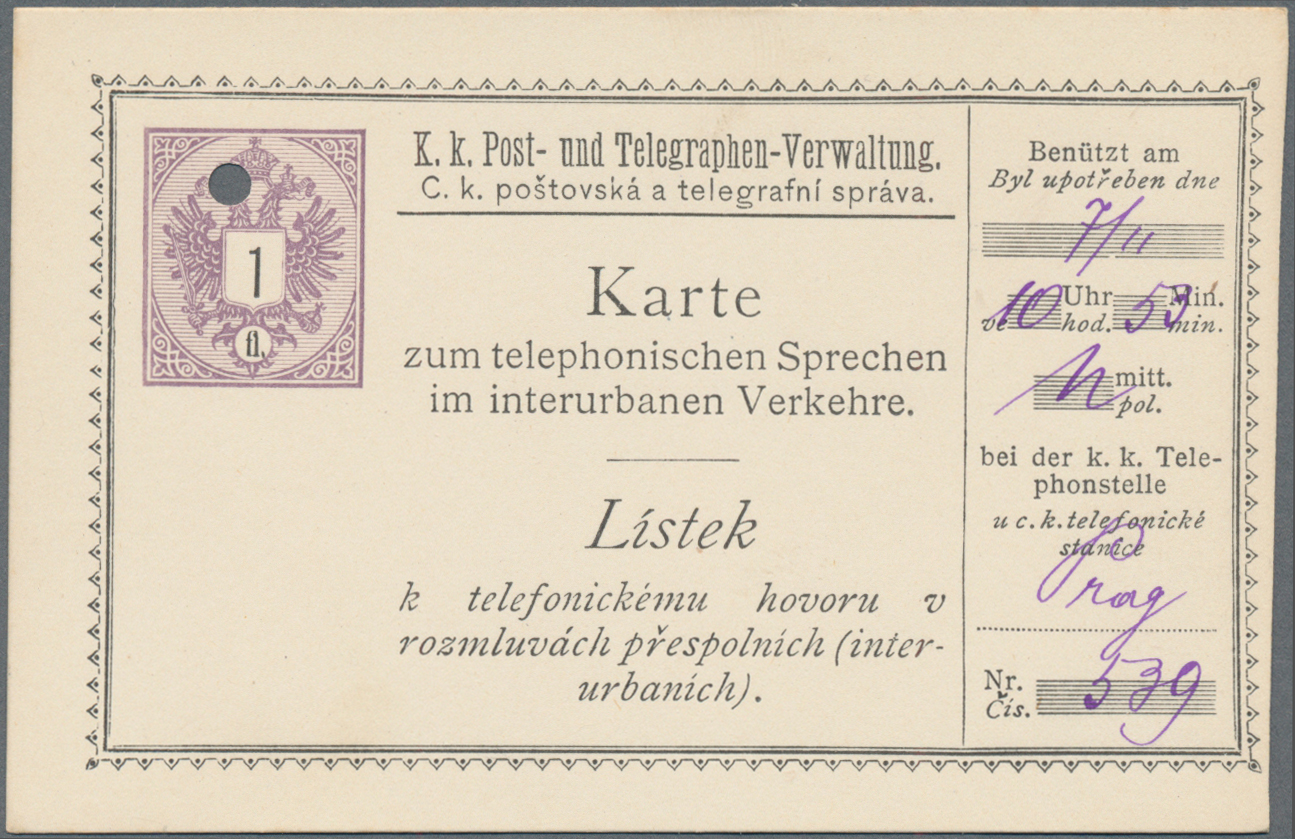 1
fl.
K. k. Post- und Telegraphen-Verwaltung.
C. k. poštovská a telegrafní správa.
Karte
zum telephonischen Sprechen
im interurbanen Verkehre.
Lístek
k telefonickému hovoru v
rozmluvách přespolních (inter-
urbaních).
Benützt am
Byl upotřeben dne
7/11
10 Uhr 53 Min.
ve hod. min.
N mitt.
pol.
bei der k. k. Tele-
phonstelle
u c. k. telefonické
stanice
Prag
Nr. 539
Čís.